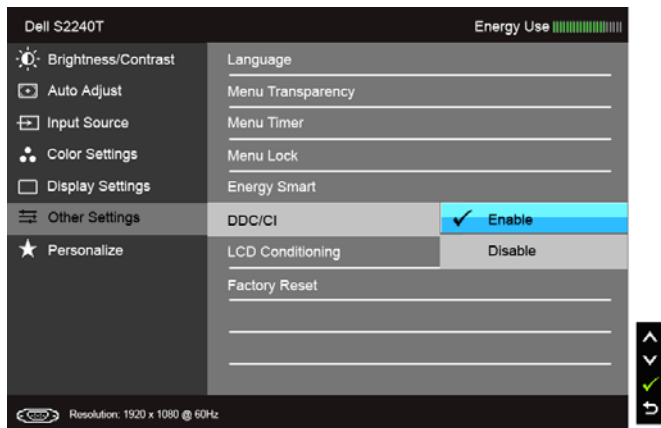 Dell S2240T
Energy Use
Brightness/Contrast
Auto Adjust
Input Source
Color Settings
Display Settings
Other Settings
Personalize
Language
Menu Transparency
Menu Timer
Menu Lock
Energy Smart
DDC/CI
Enable
Disable
LCD Conditioning
Factory Reset
Resolution: 1920 x 1080 @ 60Hz